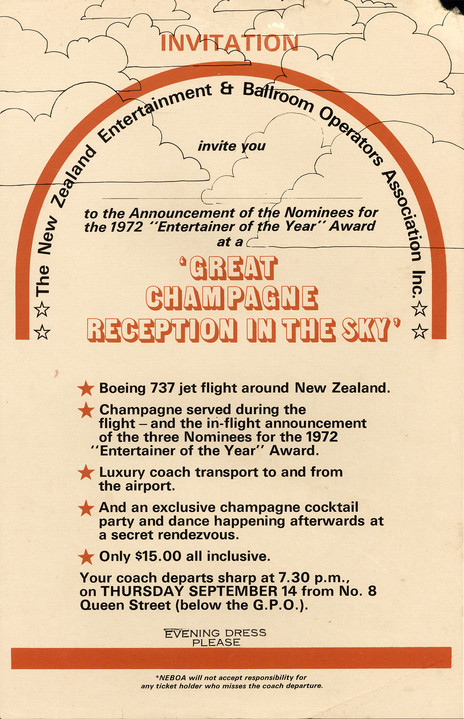 INVITATION
The New Zealand Entertainment & Ballroom Operators Association Inc.
invite you
to the Announcement of the Nominees for
the 1972 "Entertainer of the Year" Award
at a
'GREAT
CHAMPAGNE
RECEPTION IN THE SKY'
Boeing 737 jet flight around New Zealand.
Champagne served during the
flight – and the in-flight announcement
of the three Nominees for the 1972
"Entertainer of the Year" Award.
Luxury coach transport to and from
the airport.
And an exclusive champagne cocktail
party and dance happening afterwards at
a secret rendezvous.
Only $15.00 all inclusive.
Your coach departs sharp at 7.30 p.m.,
on THURSDAY SEPTEMBER 14 from No. 8
Queen Street (below the G.P.O.).
EVENING DRESS
PLEASE
*NEBOA will not accept responsibility for
any ticket holder who misses the coach departure.